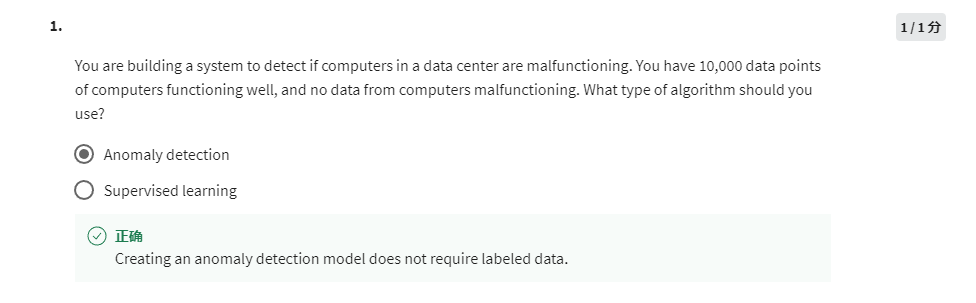 1.
1 / 1 分
You are building a system to detect if computers in a data center are malfunctioning. You have 10,000 data points
of computers functioning well, and no data from computers malfunctioning. What type of algorithm should you
use?
Anomaly detection
Supervised learning
正确
Creating an anomaly detection model does not require labeled data.